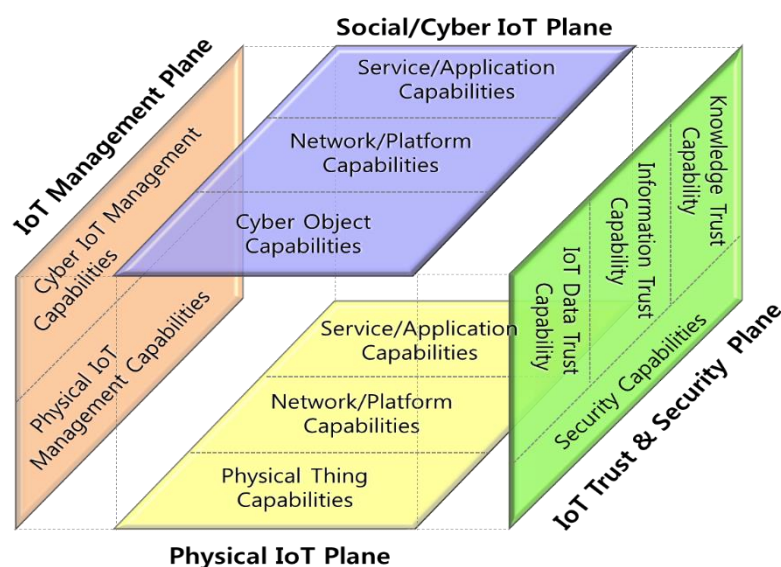 Social/Cyber IoT Plane
Service/Application
Capabilities
Network/Platform
Capabilities
Cyber Object
Capabilities
IoT Management Plane
Cyber IoT Management
Capabilities
Physical IoT
Management Capabilities
Knowledge Trust
Capability
Information Trust
Capability
IoT Data Trust
Capability
Security Capabilities
IoT Trust & Security Plane
Service/Application
Capabilities
Network/Platform
Capabilities
Physical Thing
Capabilities
Physical IoT Plane